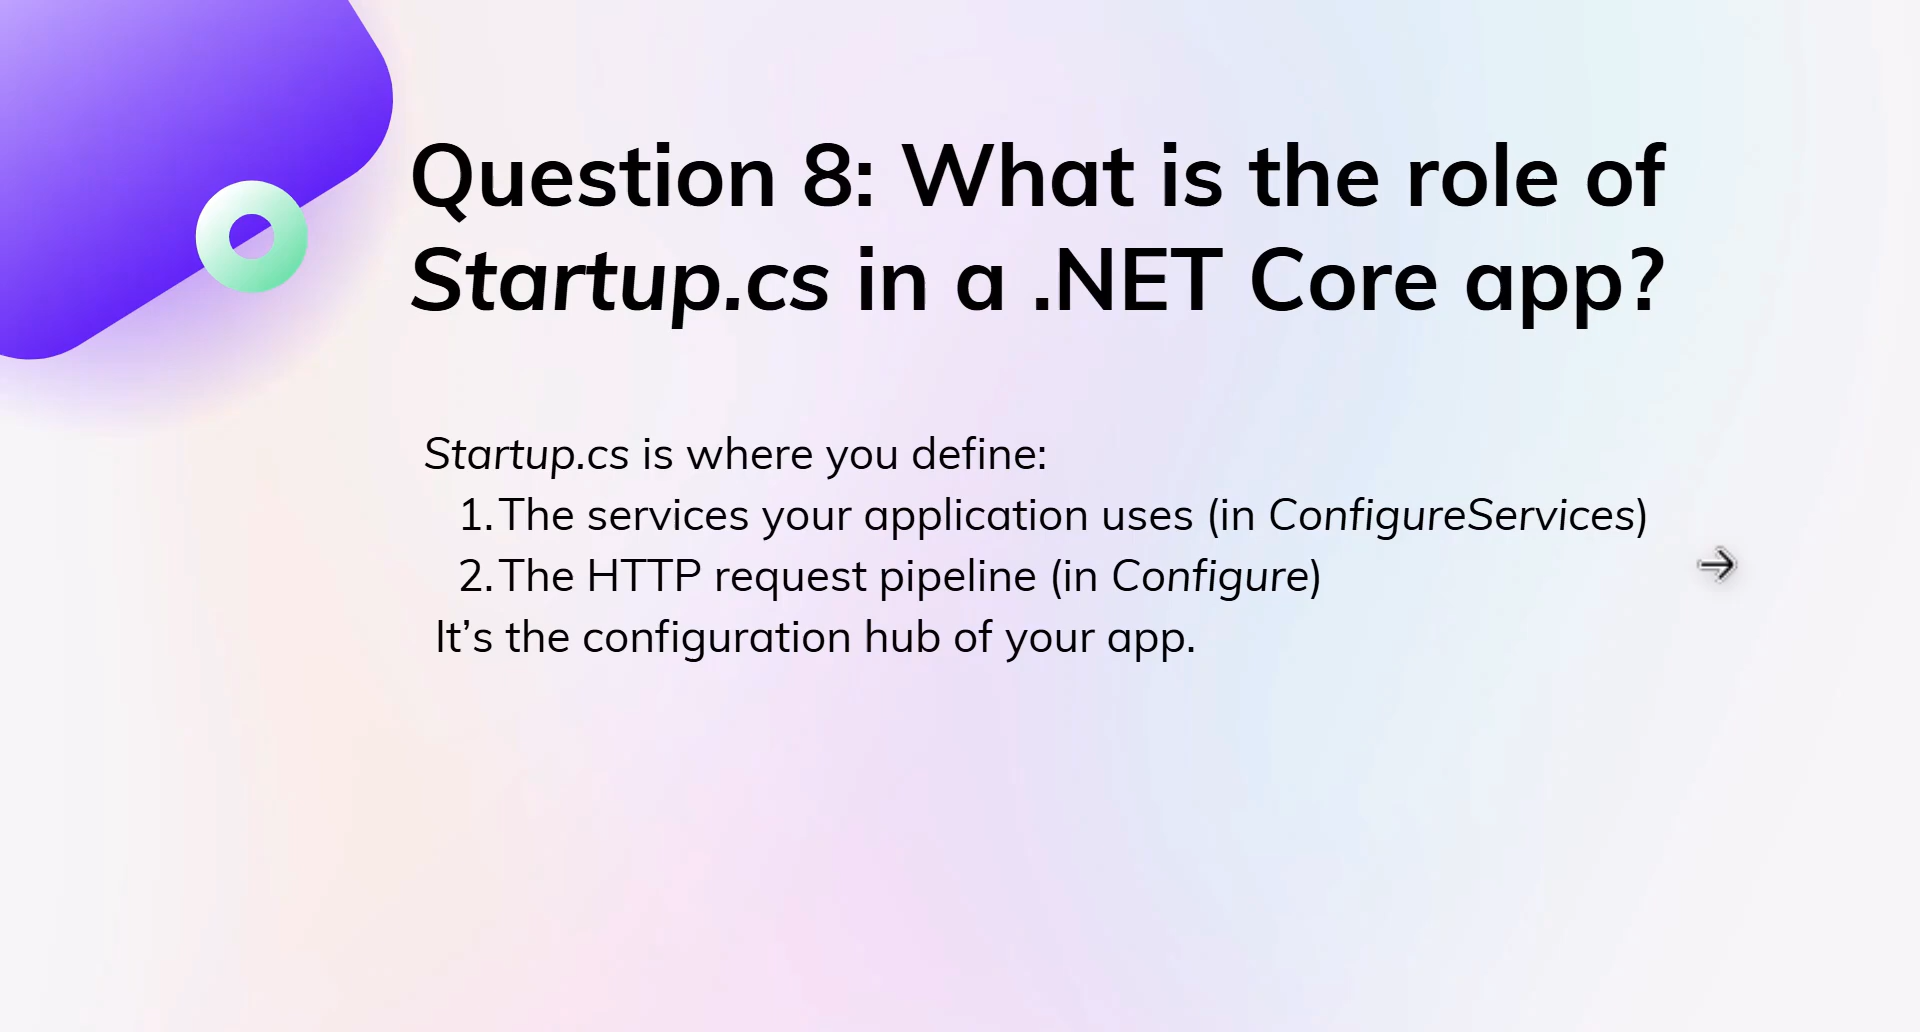 Question 8: What is the role of
Startup.cs in a .NET Core app?
Startup.cs is where you define:
1. The services your application uses (in ConfigureServices)
2. The HTTP request pipeline (in Configure)
It’s the configuration hub of your app.